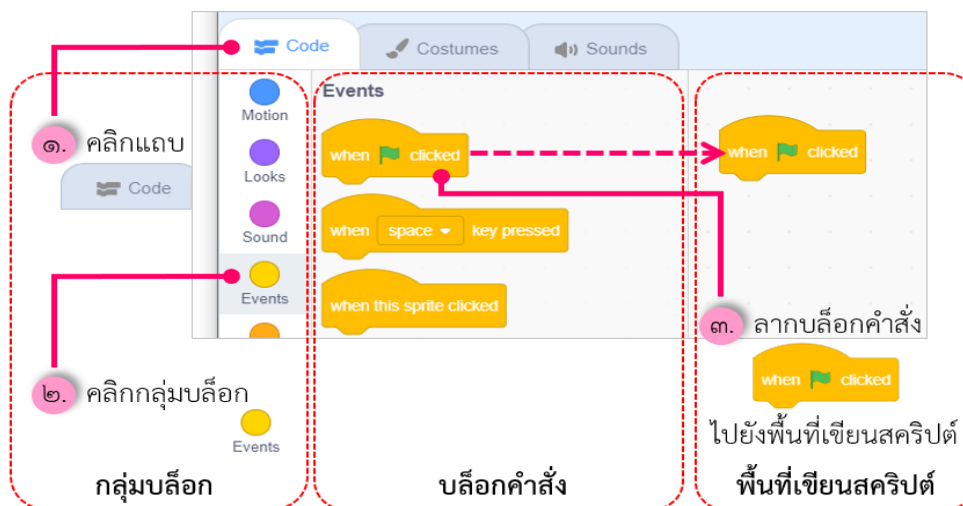 Code
Costumes
Sounds
Motion
Looks
Sound
Events
Events
when clicked
when space key pressed
when this sprite clicked
when clicked
๑. คลิกแถบ
Code
๒. คลิกกลุ่มบล็อก
Events
๓. ลากบล็อกคำสั่ง
when clicked
ไปยังพื้นที่เขียนสคริปต์
กลุ่มบล็อก
บล็อกคำสั่ง
พื้นที่เขียนสคริปต์